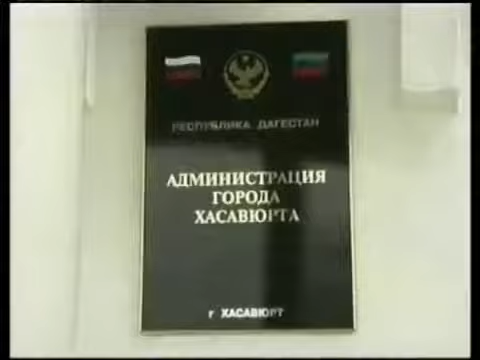 РЕСПУБЛИКА ДАГЕСТАН
АДМИНИСТРАЦИЯ
ГОРОДА
ХАСАВЮРТА
г ХАСАВЮРТ